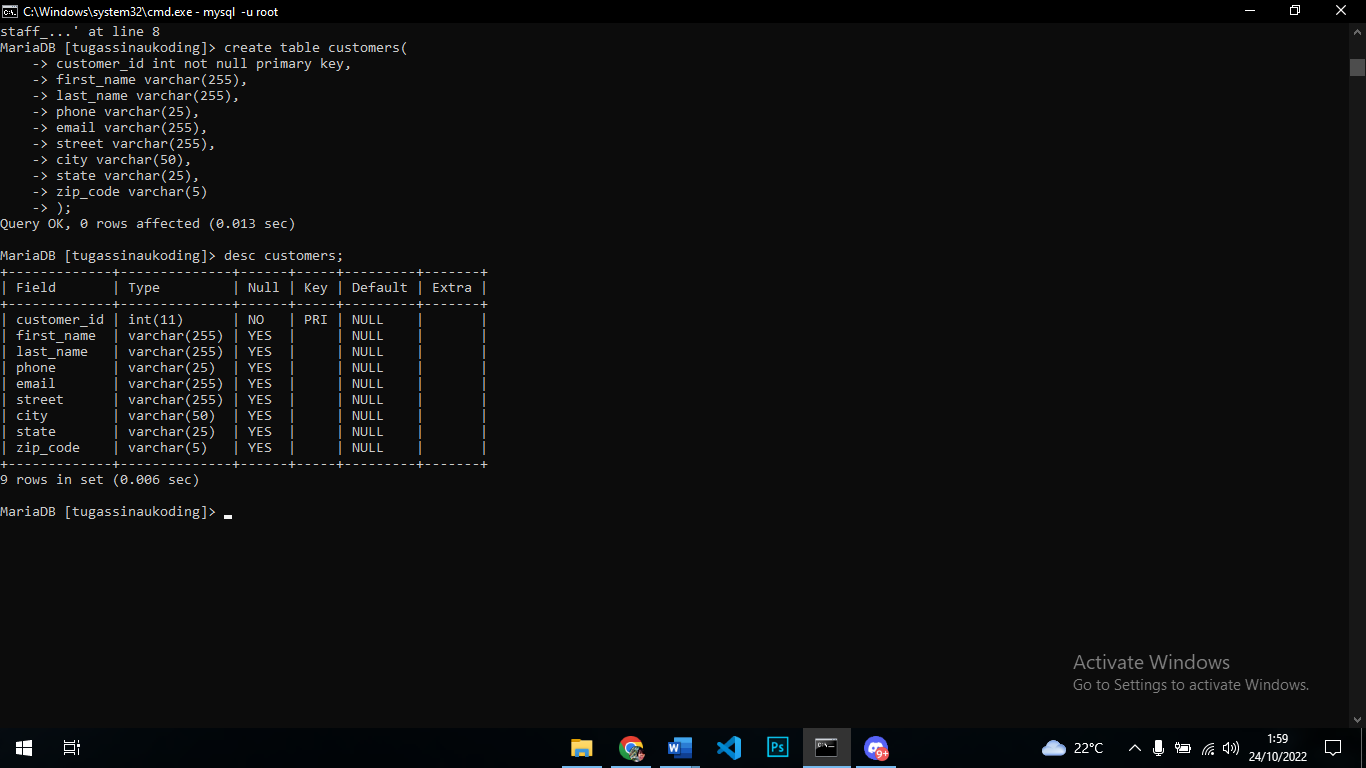 C:\Windows\system32\cmd.exe - mysql  -u root
staff_...' at line 8
MariaDB [tugassinaukoding]> create table customers(
    -> customer_id int not null primary key,
    -> first_name varchar(255),
    -> last_name varchar(255),
    -> phone varchar(25),
    -> email varchar(255),
    -> street varchar(255),
    -> city varchar(50),
    -> state varchar(25),
    -> zip_code varchar(5)
    -> );
Query OK, 0 rows affected (0.013 sec)
MariaDB [tugassinaukoding]> desc customers;
+-------------+--------------+------+-----+---------+-------+
| Field       | Type         | Null | Key | Default | Extra |
+-------------+--------------+------+-----+---------+-------+
| customer_id | int(11)      | NO   | PRI | NULL    |       |
| first_name  | varchar(255) | YES  |     | NULL    |       |
| last_name   | varchar(255) | YES  |     | NULL    |       |
| phone       | varchar(25)  | YES  |     | NULL    |       |
| email       | varchar(255) | YES  |     | NULL    |       |
| street      | varchar(255) | YES  |     | NULL    |       |
| city        | varchar(50)  | YES  |     | NULL    |       |
| state       | varchar(25)  | YES  |     | NULL    |       |
| zip_code    | varchar(5)   | YES  |     | NULL    |       |
+-------------+--------------+------+-----+---------+-------+
9 rows in set (0.006 sec)
MariaDB [tugassinaukoding]> _
Activate Windows
Go to Settings to activate Windows.
Ps
9+
22°C
1:59
24/10/2022